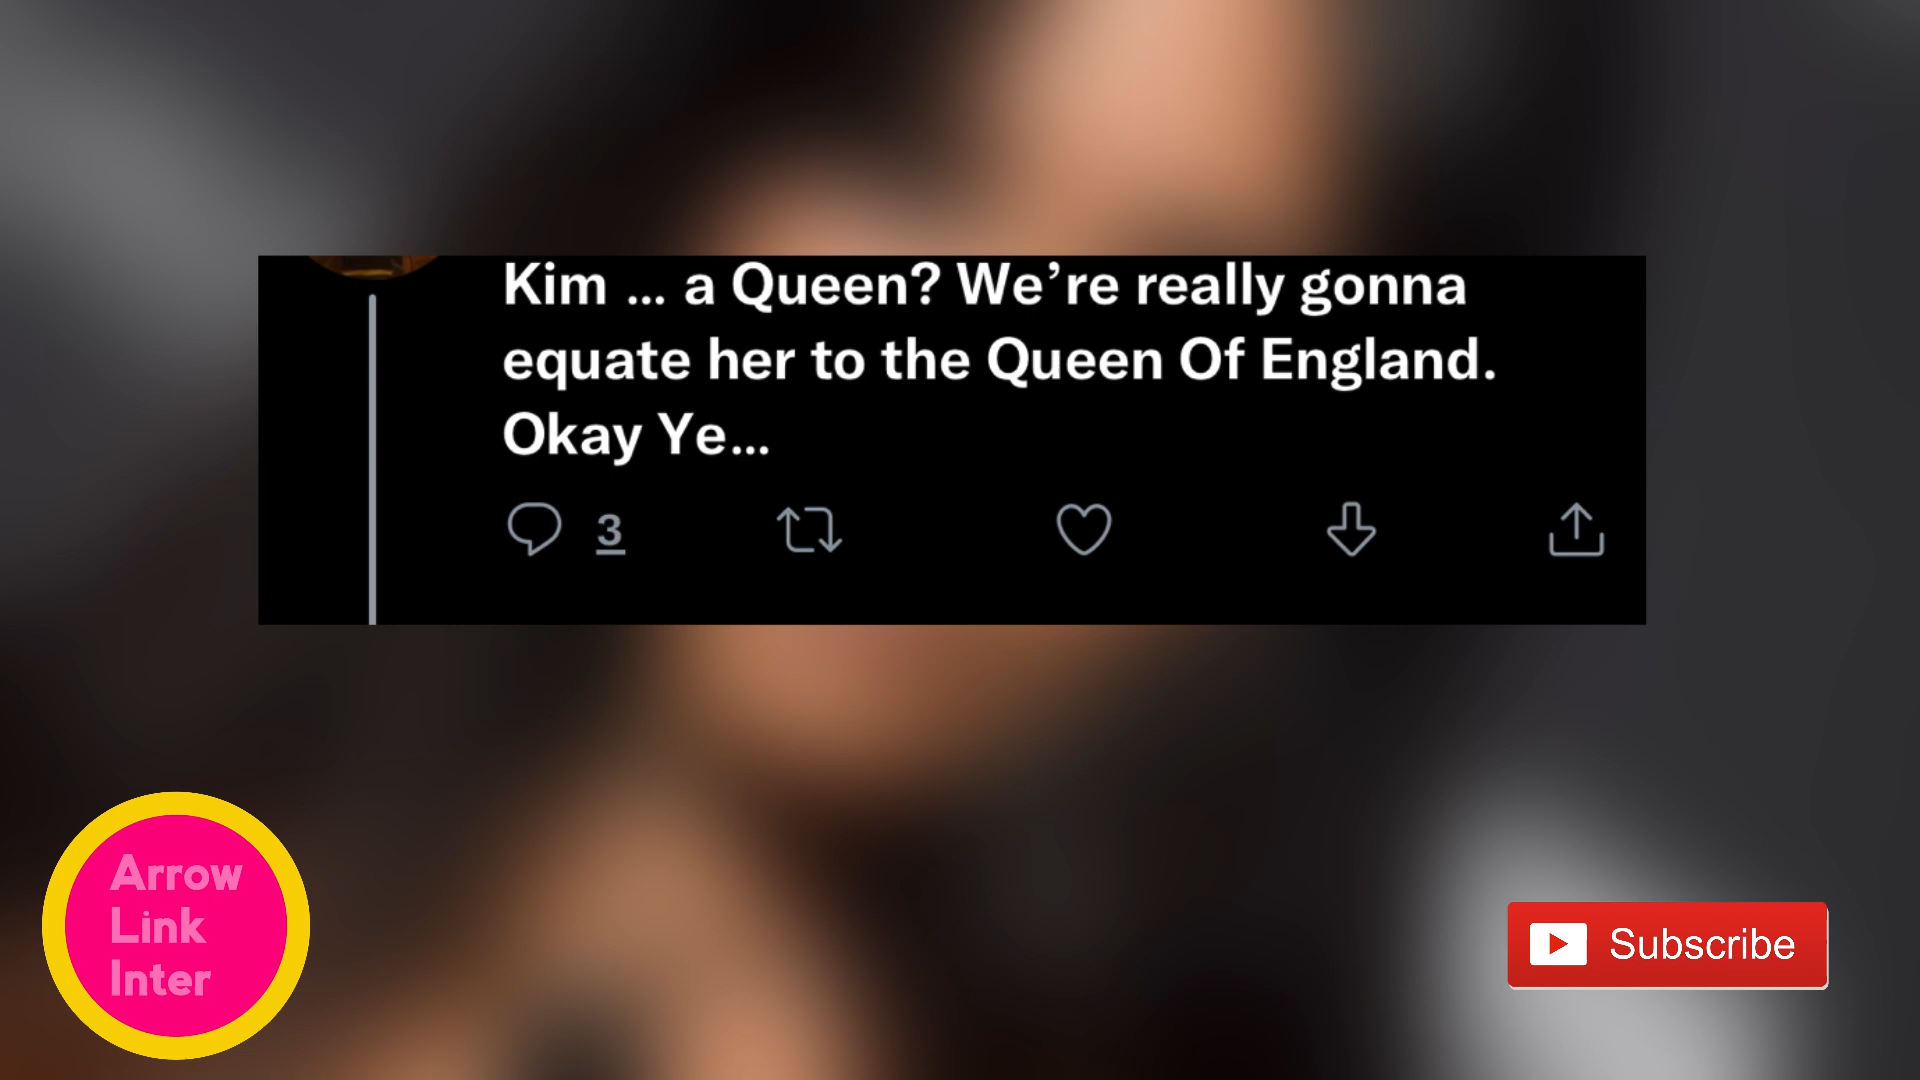 Kim ... a Queen? We’re really gonna
equate her to the Queen Of England.
Okay Ye...
3
Arrow
Link
Inter
Subscribe